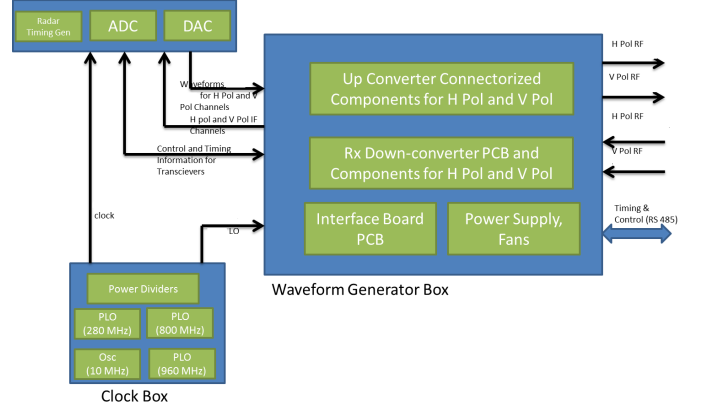 Radar
Timing Gen
ADC
DAC
Waveforms
for H Pol and V
Pol Channels
H pol and V Pol IF
Channels
Control and Timing
Information for
Transcievers
clock
LO
Up Converter Connectorized
Components for H Pol and V Pol
Rx Down-converter PCB and
Components for H Pol and V Pol
Interface Board
PCB
Power Supply,
Fans
H Pol RF
V Pol RF
H Pol RF
V Pol RF
Timing &
Control (RS 485)
Waveform Generator Box
Power Dividers
PLO
(280 MHz)
PLO
(800 MHz)
Osc
(10 MHz)
PLO
(960 MHz)
Clock Box